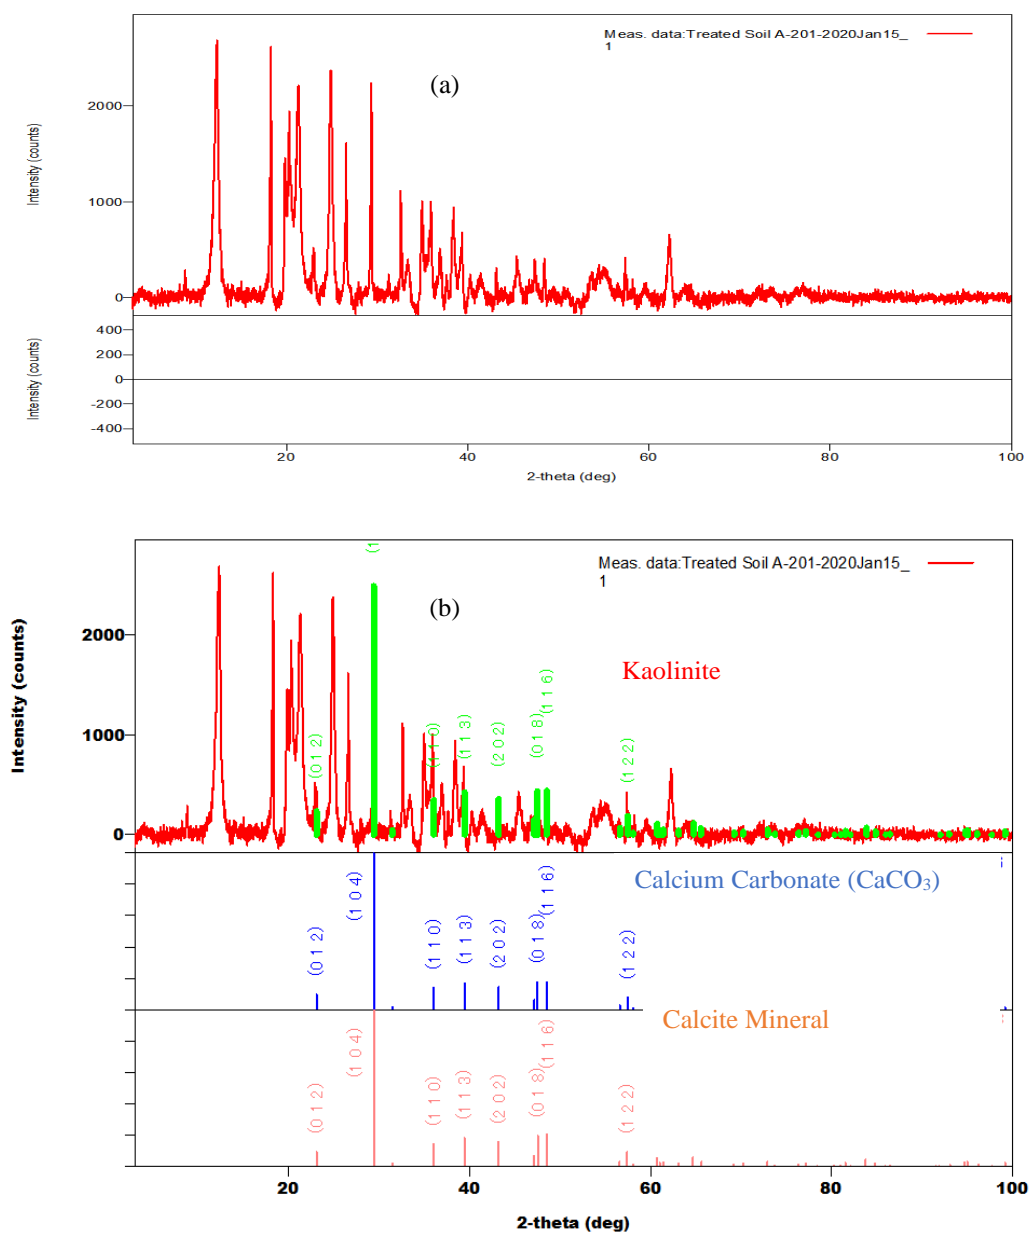 Meas. data:Treated Soil A-201-2020Jan15_
1
(a)
Intensity (counts)
2000
1000
0
Intensity (counts)
400
200
0
-200
-400
20
40
60
80
100
2-theta (deg)
(1
Meas. data:Treated Soil A-201-2020Jan15_
1
(b)
Intensity (counts)
2000
1000
0
Kaolinite
(0 1 2)
(1 1 0)
(1 1 3)
(2 0 2)
(0 1 8)
(1 1 6)
(1 2 2)
Calcium Carbonate (CaCO₃)
(0 1 2)
(1 0 4)
(1 1 0)
(1 1 3)
(2 0 2)
(0 1 8)
(1 1 6)
(1 2 2)
Calcite Mineral
(0 1 2)
(1 0 4)
(1 1 0)
(1 1 3)
(2 0 2)
(0 1 8)
(1 1 6)
(1 2 2)
20
40
60
80
100
2-theta (deg)